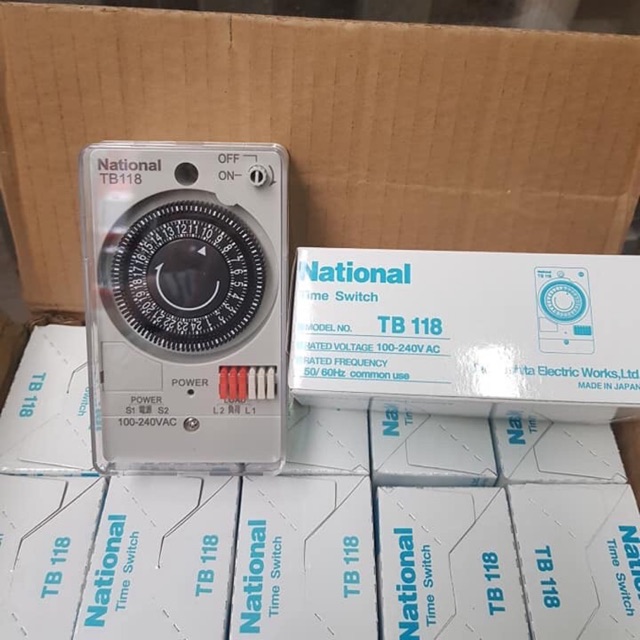 National
TB118
OFF
ON
POWER
POWER LOAD
S1 電源 S2 L2 負荷 L1
100-240VAC
National
Time Switch
MODEL NO. TB 118
RATED VOLTAGE 100-240V AC
RATED FREQUENCY
50/60Hz common use
Electric Works,Ltd.
MADE IN JAPAN
TB 118
National
Time Switch
TB 118
National
Time Switch
TB 118
National
Time Switch
TB 118
TB 118
National
Time Switch